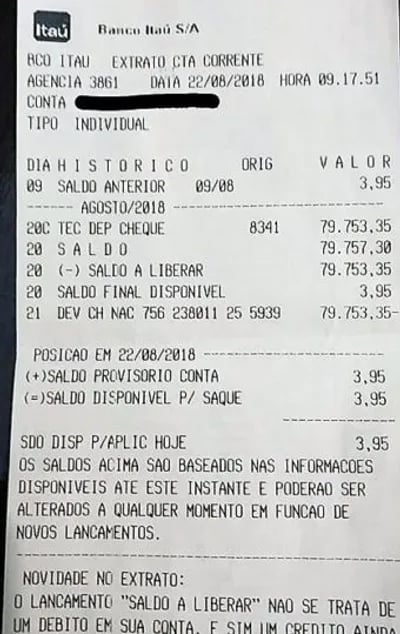 Itaú Banco Itaú S/A
BCO ITAU EXTRATO CTA CORRENTE
AGENCIA 3861 DATA 22/08/2018 HORA 09.17.51
CONTA
TIPO INDIVIDUAL
DIA H I S T O R I C O ORIG V A L O R
09 SALDO ANTERIOR 09/08 3,95
------ AGOSTO/2018 ------
20C TEC DEP CHEQUE 8341 79.753,35
20 S A L D O 79.757,30
20 (-) SALDO A LIBERAR 79.753,35
20 SALDO FINAL DISPONIVEL 3,95
21 DEV CH NAC 756 238011 25 5939 79.753,35-
POSICAO EM 22/08/2018 ------
(+)SALDO PROVISORIO CONTA 3,95
(=)SALDO DISPONIVEL P/ SAQUE 3,95
SDO DISP P/APLIC HOJE 3,95
OS SALDOS ACIMA SAO BASEADOS NAS INFORMACOES
DISPONIVEIS ATE ESTE INSTANTE E PODERAO SER
ALTERADOS A QUALQUER MOMENTO EM FUNCAO DE
NOVOS LANCAMENTOS.
NOVIDADE NO EXTRATO:
O LANCAMENTO "SALDO A LIBERAR" NAO SE TRATA DE
UM DEBITO EM SUA CONTA. E SIM UM CREDITO AINDA